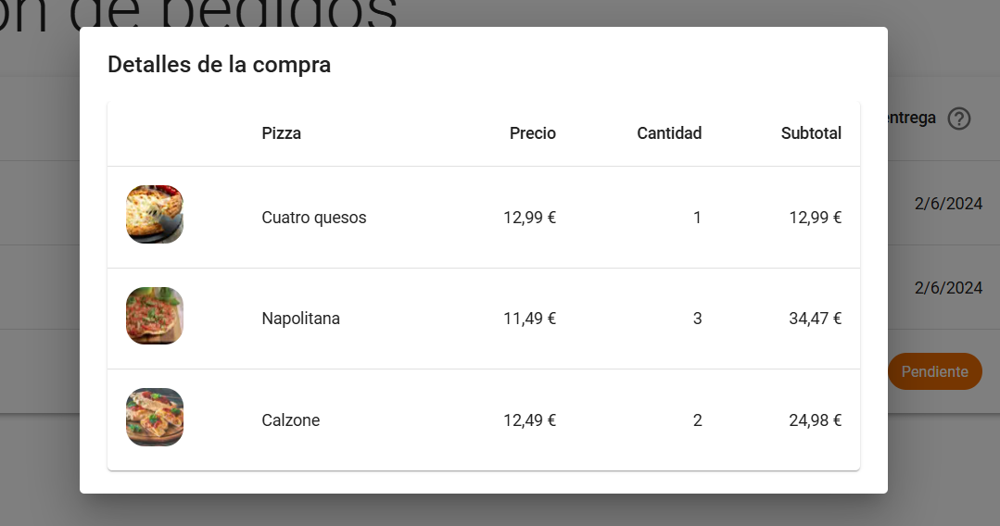 ón de pedidos
Detalles de la compra
Pizza Precio Cantidad Subtotal
entrega
Cuatro quesos 12,99 € 1 12,99 €
2/6/2024
Napolitana 11,49 € 3 34,47 €
2/6/2024
Pendiente
Calzone 12,49 € 2 24,98 €